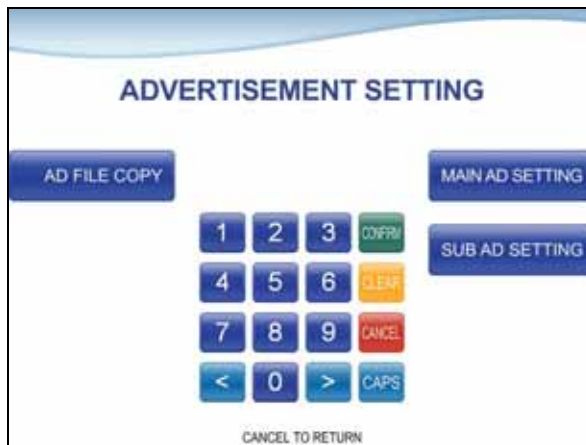 ADVERTISEMENT SETTING
AD FILE COPY
MAIN AD SETTING
SUB AD SETTING
1 2 3 CONFIRM
4 5 6 CLEAR
7 8 9 CANCEL
< 0 > CAPS
CANCEL TO RETURN